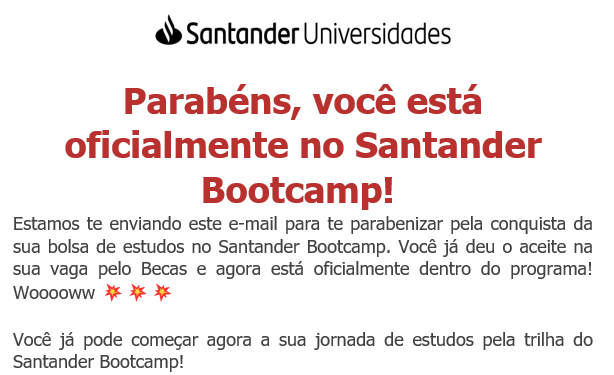 Santander Universidades
Parabéns, você está
oficialmente no Santander
Bootcamp!
Estamos te enviando este e-mail para te parabenizar pela conquista da
sua bolsa de estudos no Santander Bootcamp. Você já deu o aceite na
sua vaga pelo Becas e agora está oficialmente dentro do programa!
Wooooww 💥 💥 💥
Você já pode começar agora a sua jornada de estudos pela trilha do
Santander Bootcamp!